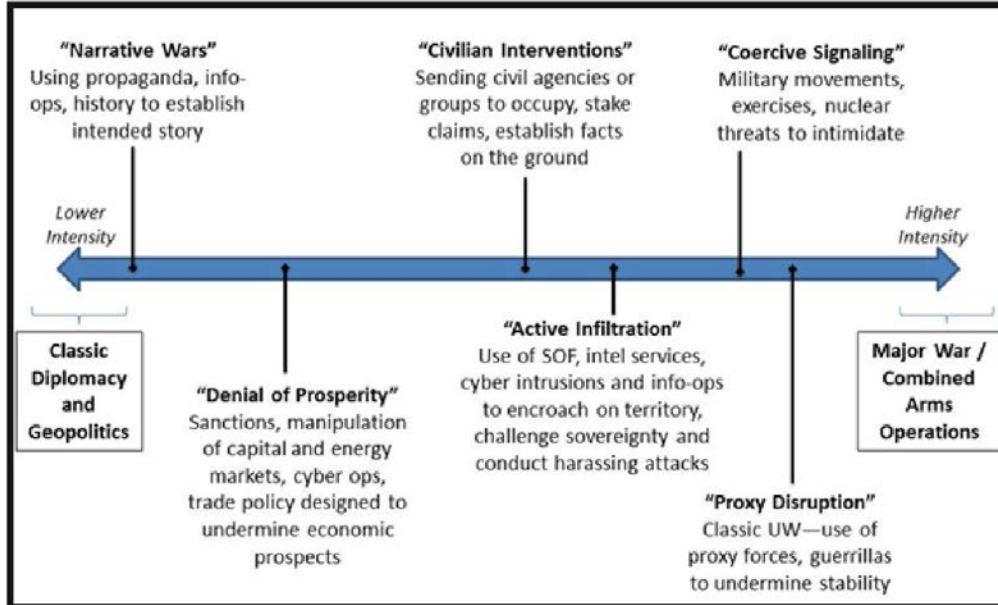 “Narrative Wars”
Using propaganda, info-
ops, history to establish
intended story
“Civilian Interventions”
Sending civil agencies or
groups to occupy, stake
claims, establish facts
on the ground
“Coercive Signaling”
Military movements,
exercises, nuclear
threats to intimidate
Lower
Intensity
Higher
Intensity
Classic
Diplomacy
and
Geopolitics
“Denial of Prosperity”
Sanctions, manipulation
of capital and energy
markets, cyber ops,
trade policy designed to
undermine economic
prospects
“Active Infiltration”
Use of SOF, intel services,
cyber intrusions and info-ops
to encroach on territory,
challenge sovereignty and
conduct harassing attacks
“Proxy Disruption”
Classic UW—use of
proxy forces, guerrillas
to undermine stability
Major War /
Combined
Arms
Operations